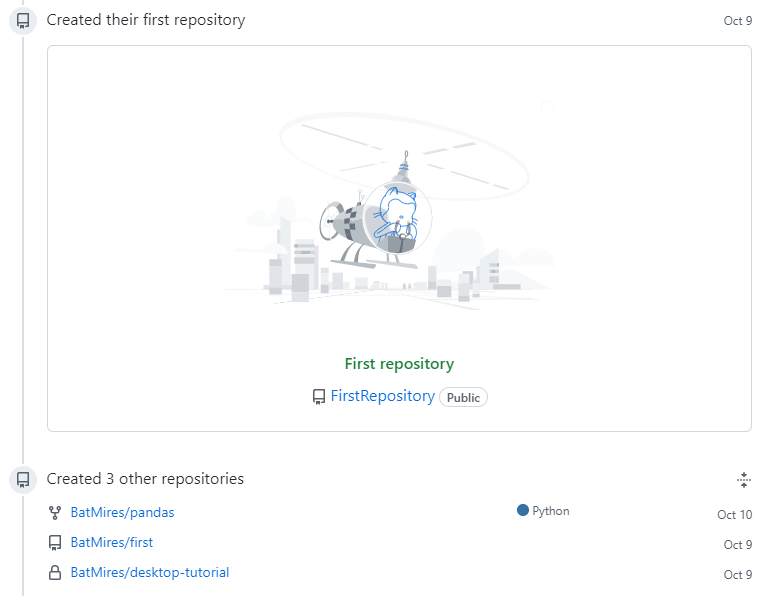 Created their first repository Oct 9
First repository
FirstRepository Public
Created 3 other repositories
BatMires/pandas Python Oct 10
BatMires/first Oct 9
BatMires/desktop-tutorial Oct 9